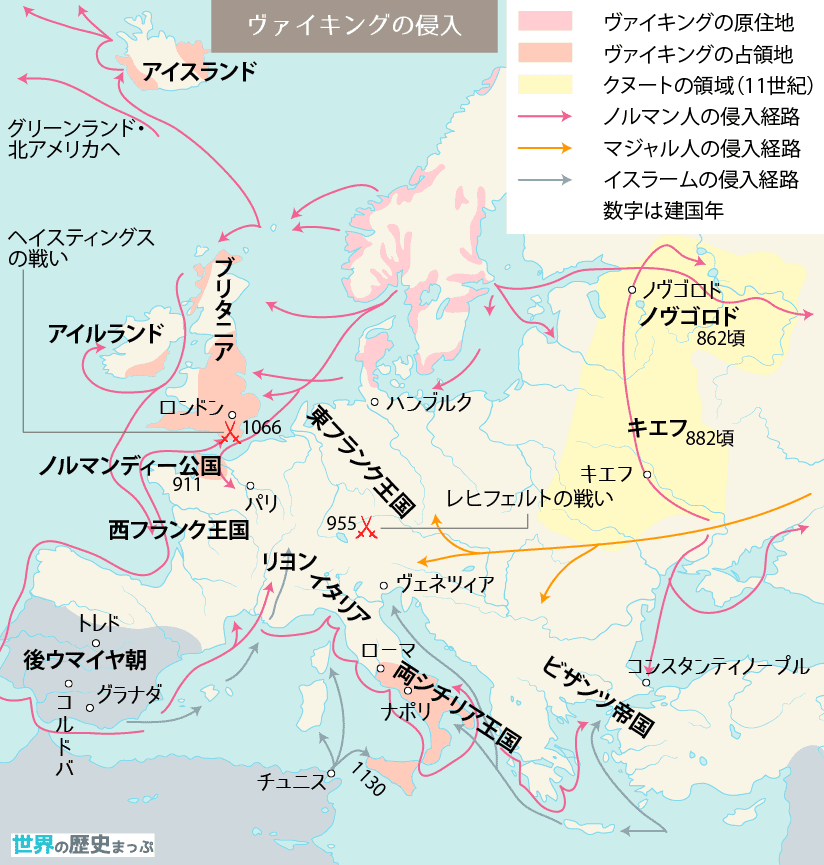 ヴァイキングの侵入
ヴァイキングの原住地
ヴァイキングの占領地
クヌートの領域（11世紀）
ノルマン人の侵入経路
マジャル人の侵入経路
イスラームの侵入経路
数字は建国年
アイスランド
グリーンランド・
北アメリカへ
ヘイスティングス
の戦い
ブリタニア
アイルランド
ノヴゴロド
ノヴゴロド
862頃
ロンドン
1066
ハンブルク
東フランク王国
キエフ
882頃
ノルマンディー公国
911
パリ
キエフ
レヒフェルトの戦い
955
西フランク王国
リヨン
イタリア
ヴェネツィア
トレド
後ウマイヤ朝
コルドバ
グラナダ
ローマ
両シチリア王国
ナポリ
ビザンツ帝国
コンスタンティノープル
チュニス
1130
世界の歴史まっぷ